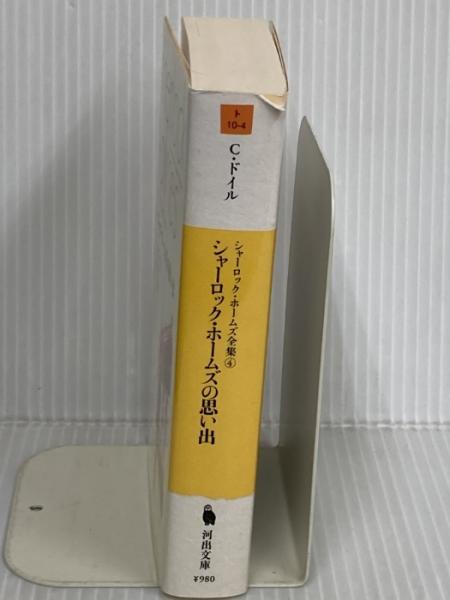 ト
10-4
C・ドイル
シャーロック・ホームズ全集④
シャーロック・ホームズの思い出
河出文庫
¥980